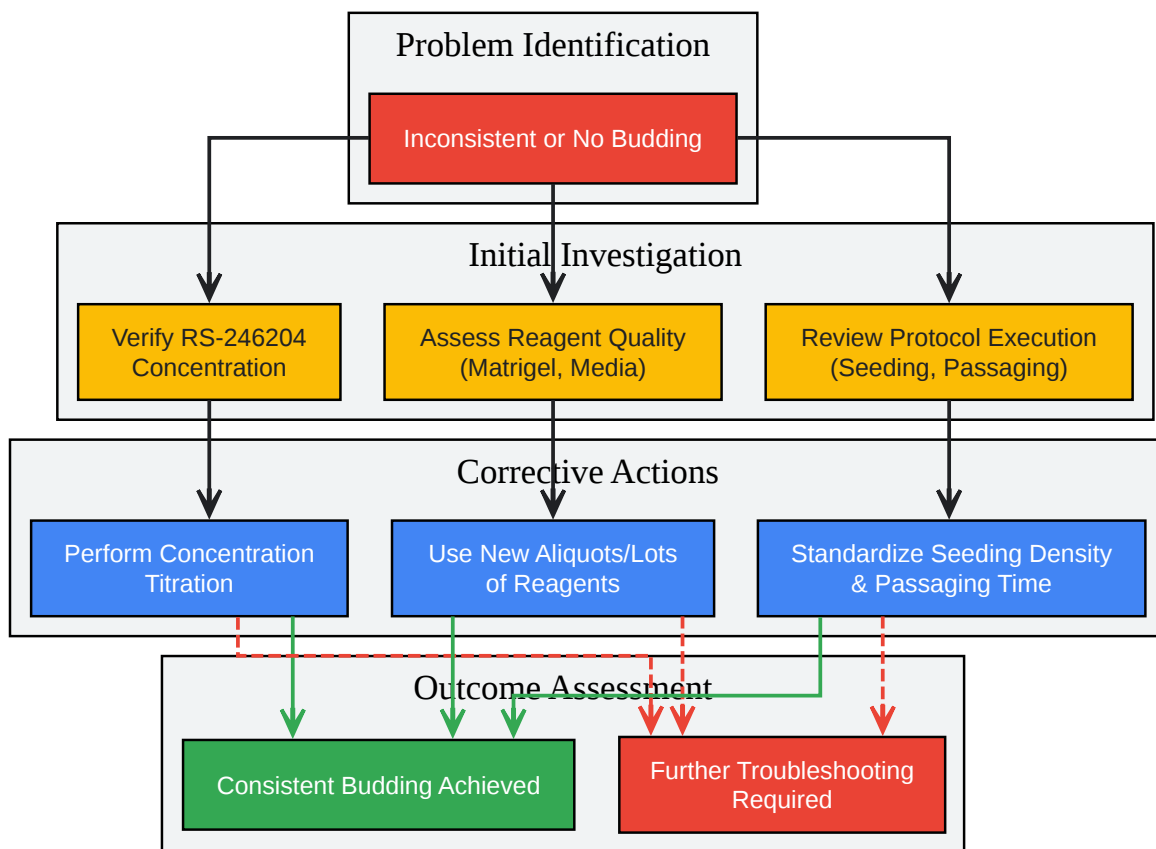 Problem Identification
Inconsistent or No Budding
Initial Investigation
Verify RS-246204
Concentration
Assess Reagent Quality
(Matrigel, Media)
Review Protocol Execution
(Seeding, Passaging)
Corrective Actions
Perform Concentration
Titration
Use New Aliquots/Lots
of Reagents
Standardize Seeding Density
& Passaging Time
Outcome Assessment
Consistent Budding Achieved
Further Troubleshooting
Required